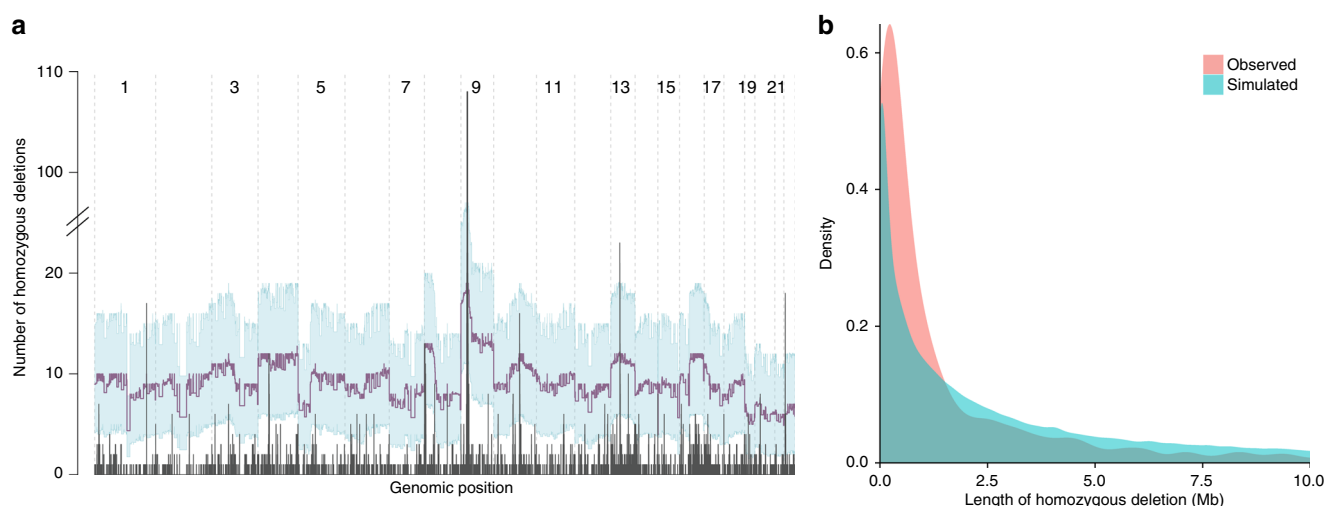 a
110
100
20
10
0
Number of homozygous deletions
1 3 5 7 9 11 13 15 17 19 21
Genomic position
b
0.6
0.4
0.2
0.0
Density
Observed
Simulated
0.0 2.5 5.0 7.5 10.0
Length of homozygous deletion (Mb)